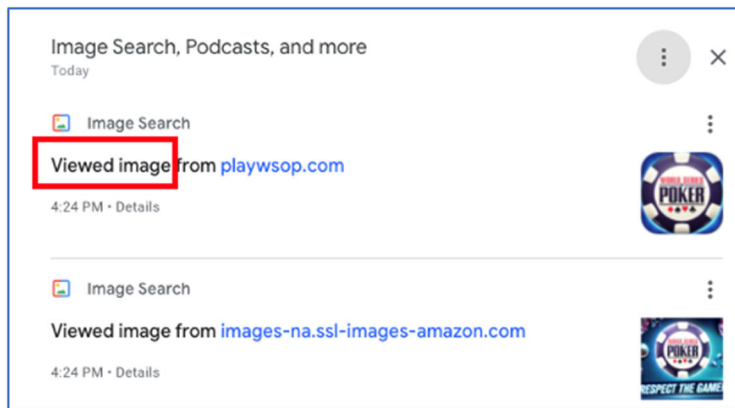 Image Search, Podcasts, and more
Today
Image Search
Viewed image from playwsop.com
WORLD SERIES
POKER
4:24 PM • Details
Image Search
Viewed image from images-na.ssl-images-amazon.com
POKER
RESPECT THE GAME
4:24 PM • Details